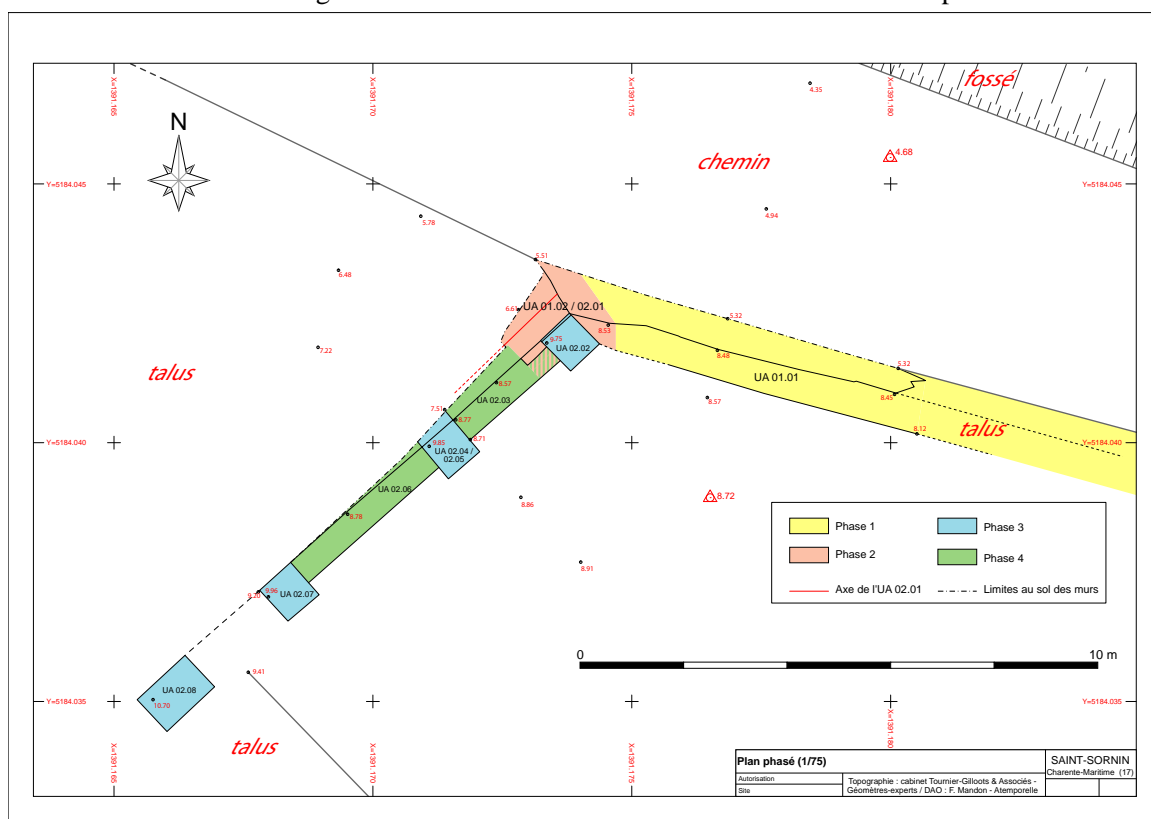 X=1391.165
X=1391.170
X=1391.175
X=1391.180
fossé
4.35
N
chemin
4.68
Y=5184.045
Y=5184.045
4.94
5.78
5.51
6.48
6.61
UA 01.02 / 02.01
5.32
8.53
9.75
UA 02.02
7.22
8.48
5.32
talus
UA 01.01
8.57
UA 02.03
8.45
8.57
7.51
8.77
8.12
talus
Y=5184.040
8.71
Y=5184.040
9.85
UA 02.04 /
02.05
UA 02.06
8.86
8.72
8.78
Phase 1
Phase 3
Phase 2
Phase 4
8.91
Axe de l'UA 02.01
Limites au sol des murs
9.20
9.96
UA 02.07
0
10 m
9.41
UA 02.08
10.70
Y=5184.035
Y=5184.035
talus
X=1391.165
X=1391.170
X=1391.175
X=1391.180
Plan phasé (1/75)
SAINT-SORNIN
Charente-Maritime (17)
Autorisation
Site
Topographie : cabinet Tournier-Gilloots & Associés -
Géomètres-experts / DAO : F. Mandon - Atemporelle